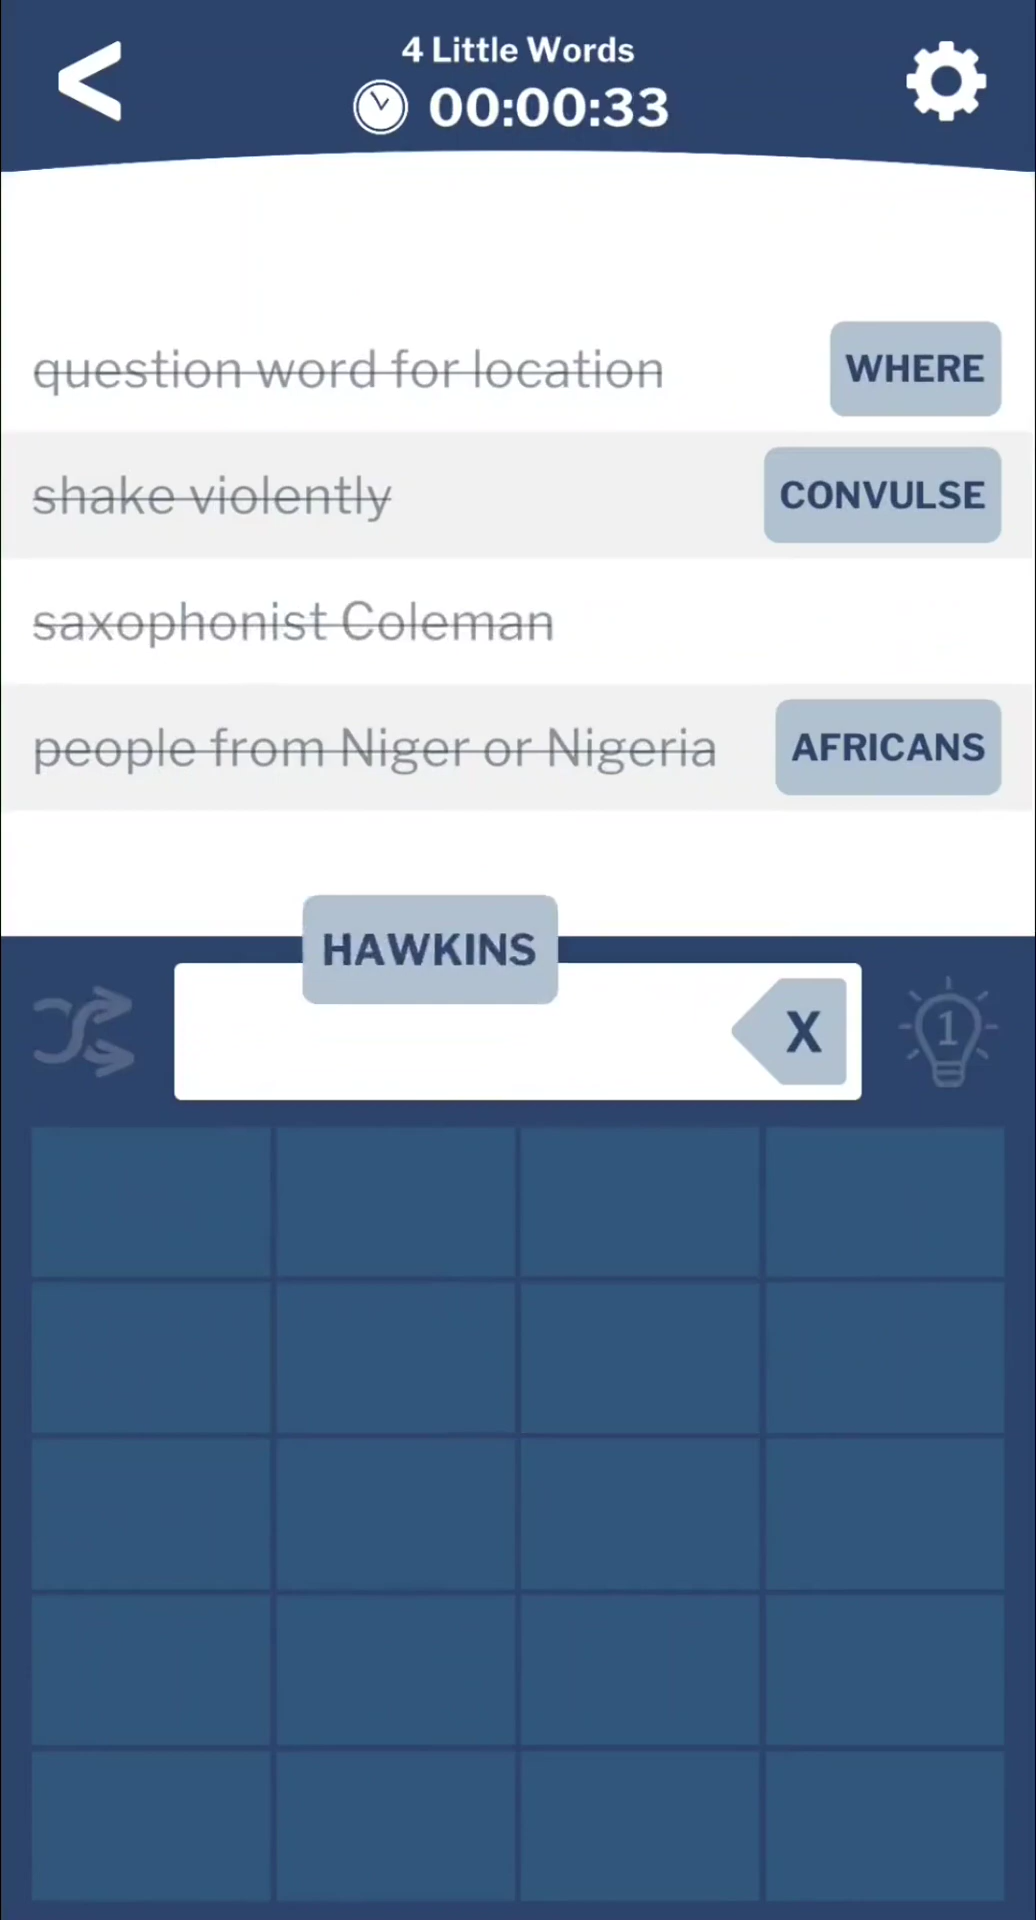 4 Little Words
00:00:33
question word for location WHERE
shake violently CONVULSE
saxophonist Coleman
people from Niger or Nigeria AFRICANS
HAWKINS
X
1